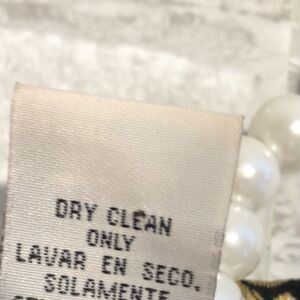 DRY CLEAN
ONLY
LAVAR EN SECO.
SOLAMENTE